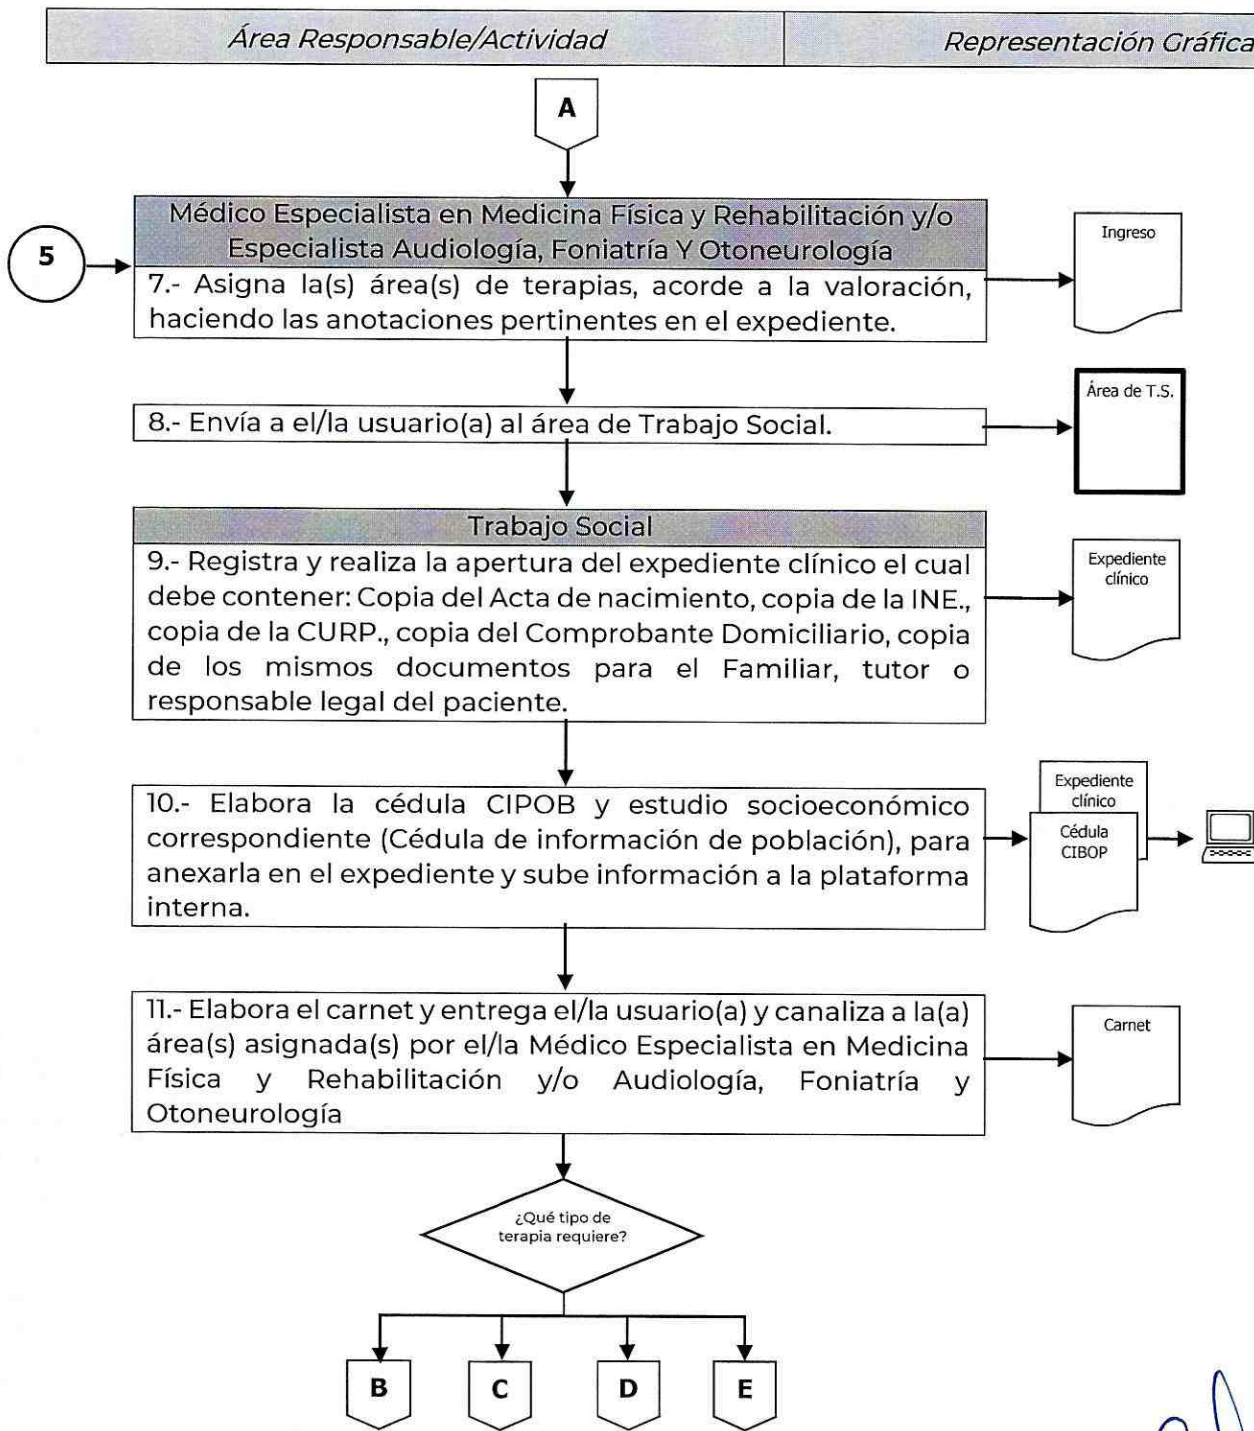 Área Responsable/Actividad
Representación Gráfica
A
Médico Especialista en Medicina Física y Rehabilitación y/o
Especialista Audiología, Foniatría Y Otoneurología
5
7.- Asigna la(s) área(s) de terapias, acorde a la valoración,
haciendo las anotaciones pertinentes en el expediente.
Ingreso
8.- Envía a el/la usuario(a) al área de Trabajo Social.
Área de T.S.
Trabajo Social
9.- Registra y realiza la apertura del expediente clínico el cual
debe contener: Copia del Acta de nacimiento, copia de la INE.,
copia de la CURP., copia del Comprobante Domiciliario, copia
de los mismos documentos para el Familiar, tutor o
responsable legal del paciente.
Expediente
clínico
10.- Elabora la cédula CIPOB y estudio socioeconómico
correspondiente (Cédula de información de población), para
anexarla en el expediente y sube información a la plataforma
interna.
Expediente
clínico
Cédula
CIBOP
11.- Elabora el carnet y entrega el/la usuario(a) y canaliza a la(a)
área(s) asignada(s) por el/la Médico Especialista en Medicina
Física y Rehabilitación y/o Audiología, Foniatría y
Otoneurología
Carnet
¿Qué tipo de
terapia requiere?
B
C
D
E